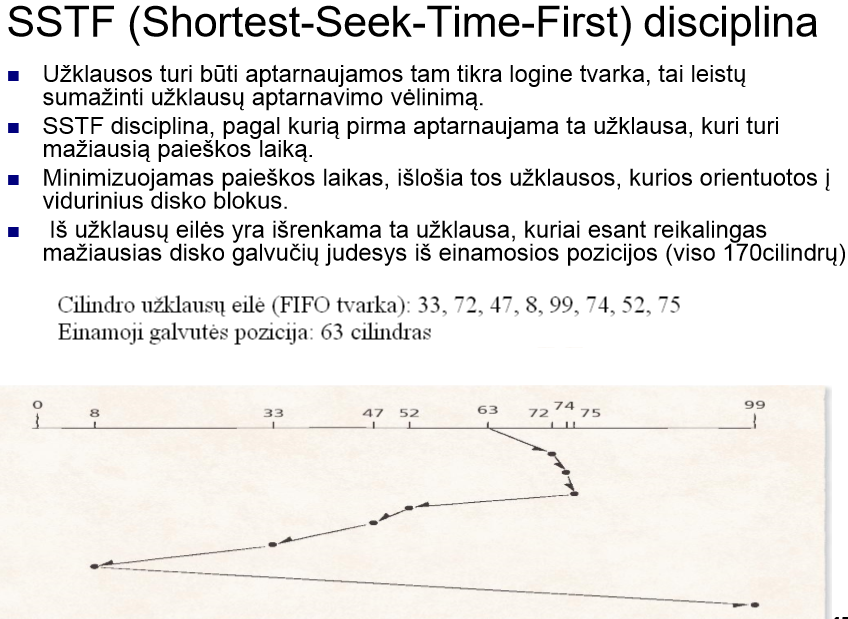 SSTF (Shortest-Seek-Time-First) disciplina
Užklausos turi būti aptarnaujamos tam tikra logine tvarka, tai leistų
sumažinti užklausų aptarnavimo vėlinimą.
SSTF disciplina, pagal kurią pirma aptarnaujama ta užklausa, kuri turi
mažiausią paieškos laiką.
Minimizuojamas paieškos laikas, išlošia tos užklausos, kurios orientuotos į
vidurinius disko blokus.
Iš užklausų eilės yra išrenkama ta užklausa, kuriai esant reikalingas
mažiausias disko galvučių judesys iš einamosios pozicijos (viso 170cilindrų)
Cilindro užklausų eilė (FIFO tvarka): 33, 72, 47, 8, 99, 74, 52, 75
Einamoji galvutės pozicija: 63 cilindras
0 8 33 47 52 63 72 74 75 99